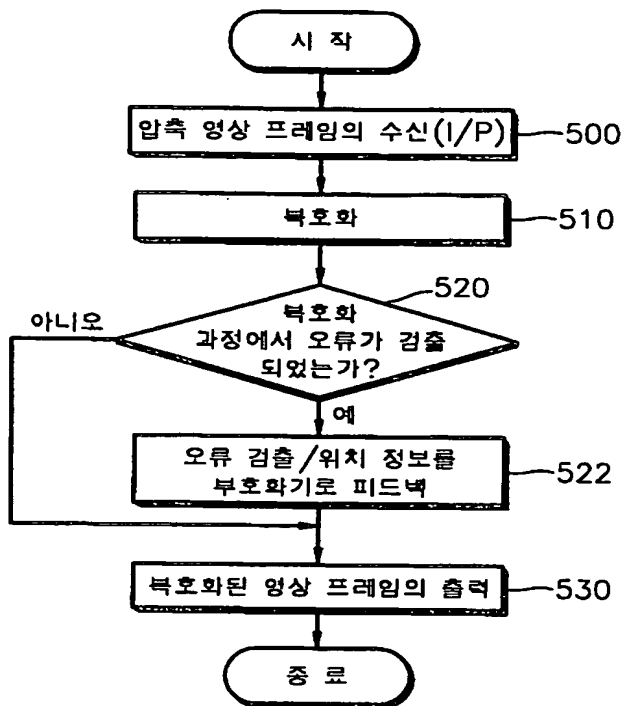 시 작
압축 영상 프레임의 수신(I/P)
500
복호화
510
520
복호화
과정에서 오류가 검출
되었는가?
아니오
예
오류 검출/위치 정보를
부호화기로 피드백
522
복호화된 영상 프레임의 출력
530
종 료